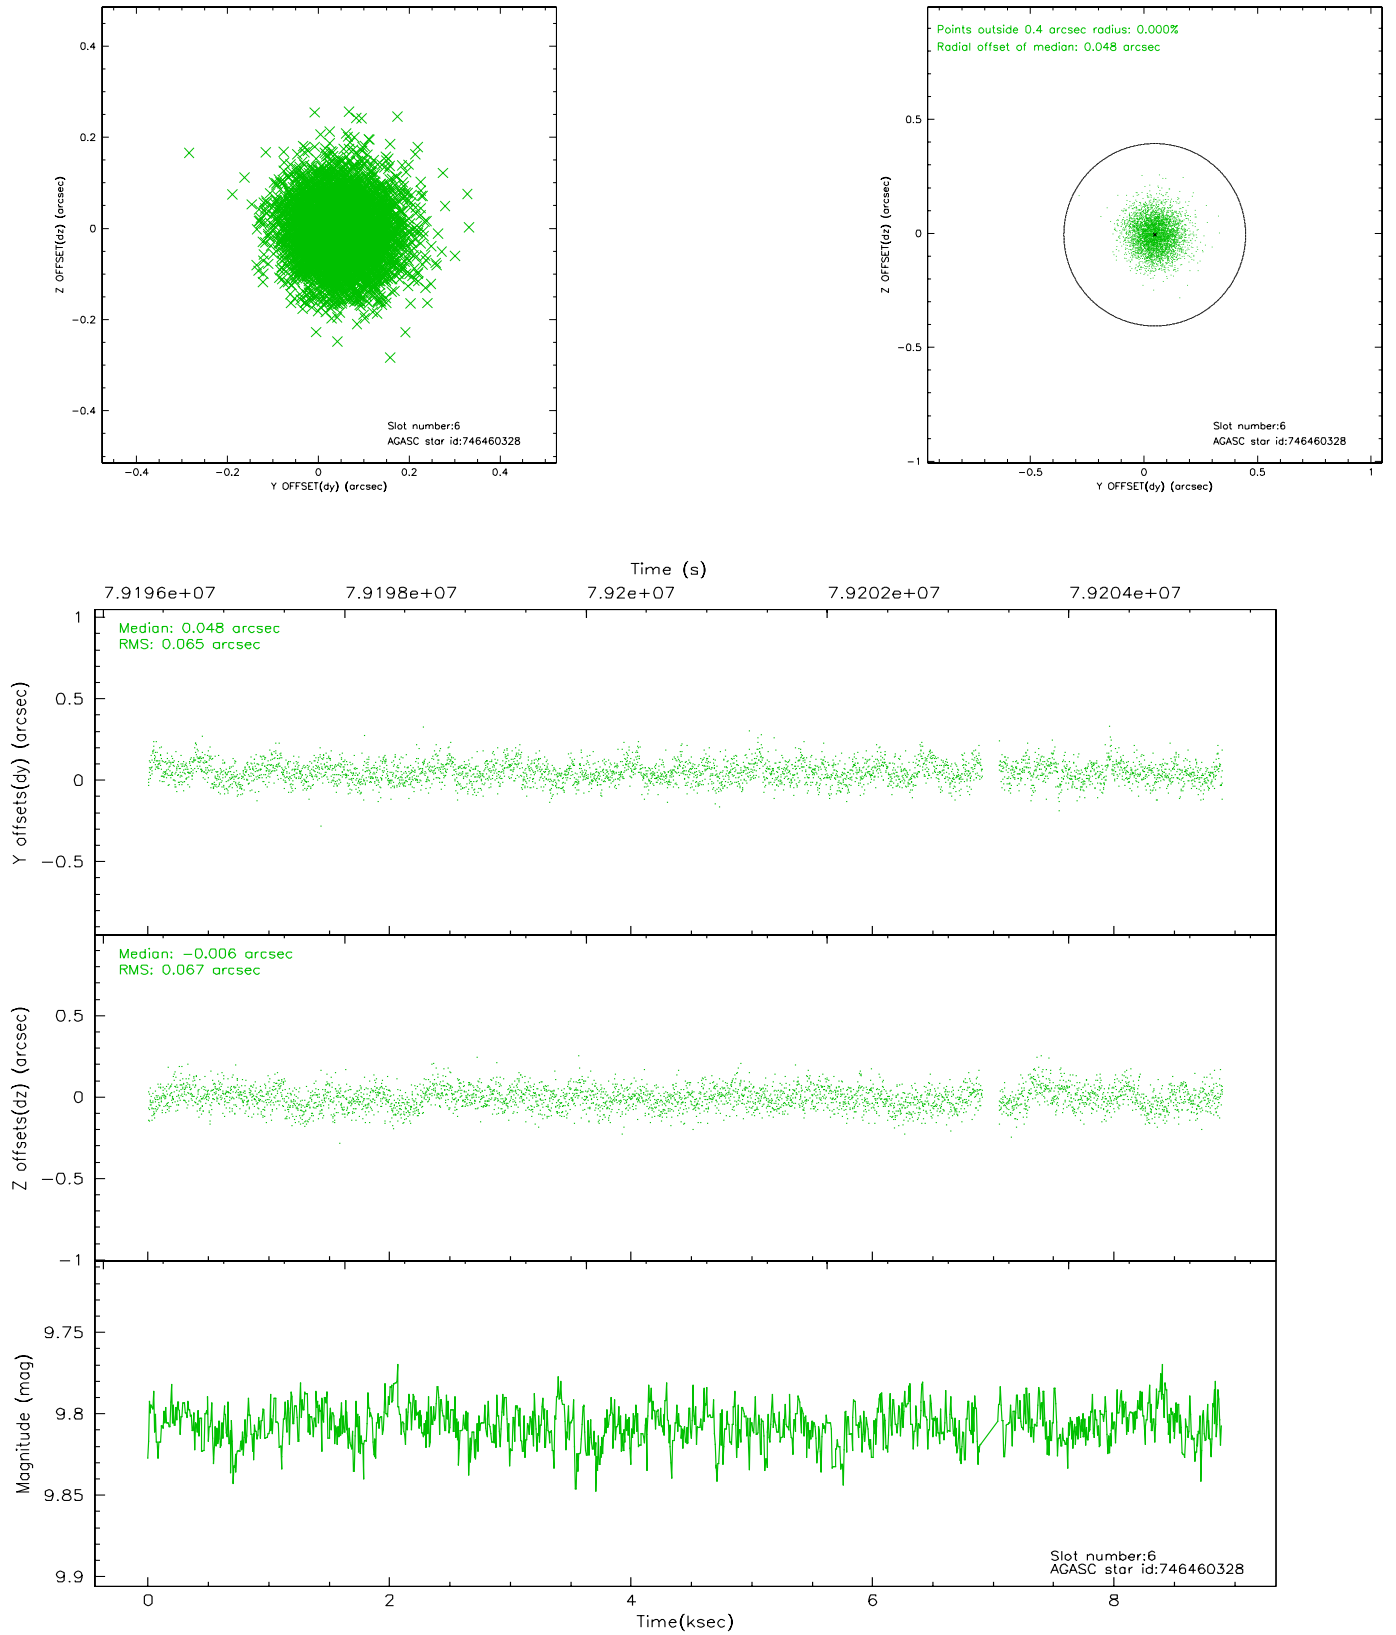 0.4
0.2
0
−0.2
−0.4
Z OFFSET(dz) (arcsec)
−0.4 −0.2 0 0.2 0.4
Y OFFSET(dy) (arcsec)
Slot number:6
AGASC star id:746460328
Points outside 0.4 arcsec radius: 0.000%
Radial offset of median: 0.048 arcsec
0.5
0
−0.5
−1
Z OFFSET(dz) (arcsec)
−0.5 0 0.5 1
Y OFFSET(dy) (arcsec)
Slot number:6
AGASC star id:746460328
Time (s)
7.9196e+07 7.9198e+07 7.92e+07 7.9202e+07 7.9204e+07
Median: 0.048 arcsec
RMS: 0.065 arcsec
1
0.5
0
−0.5
Y offsets(dy) (arcsec)
Median: −0.006 arcsec
RMS: 0.067 arcsec
0.5
0
−0.5
−1
Z offsets(dz) (arcsec)
9.75
9.8
9.85
9.9
Magnitude (mag)
Slot number:6
AGASC star id:746460328
0 2 4 6 8
Time(ksec)